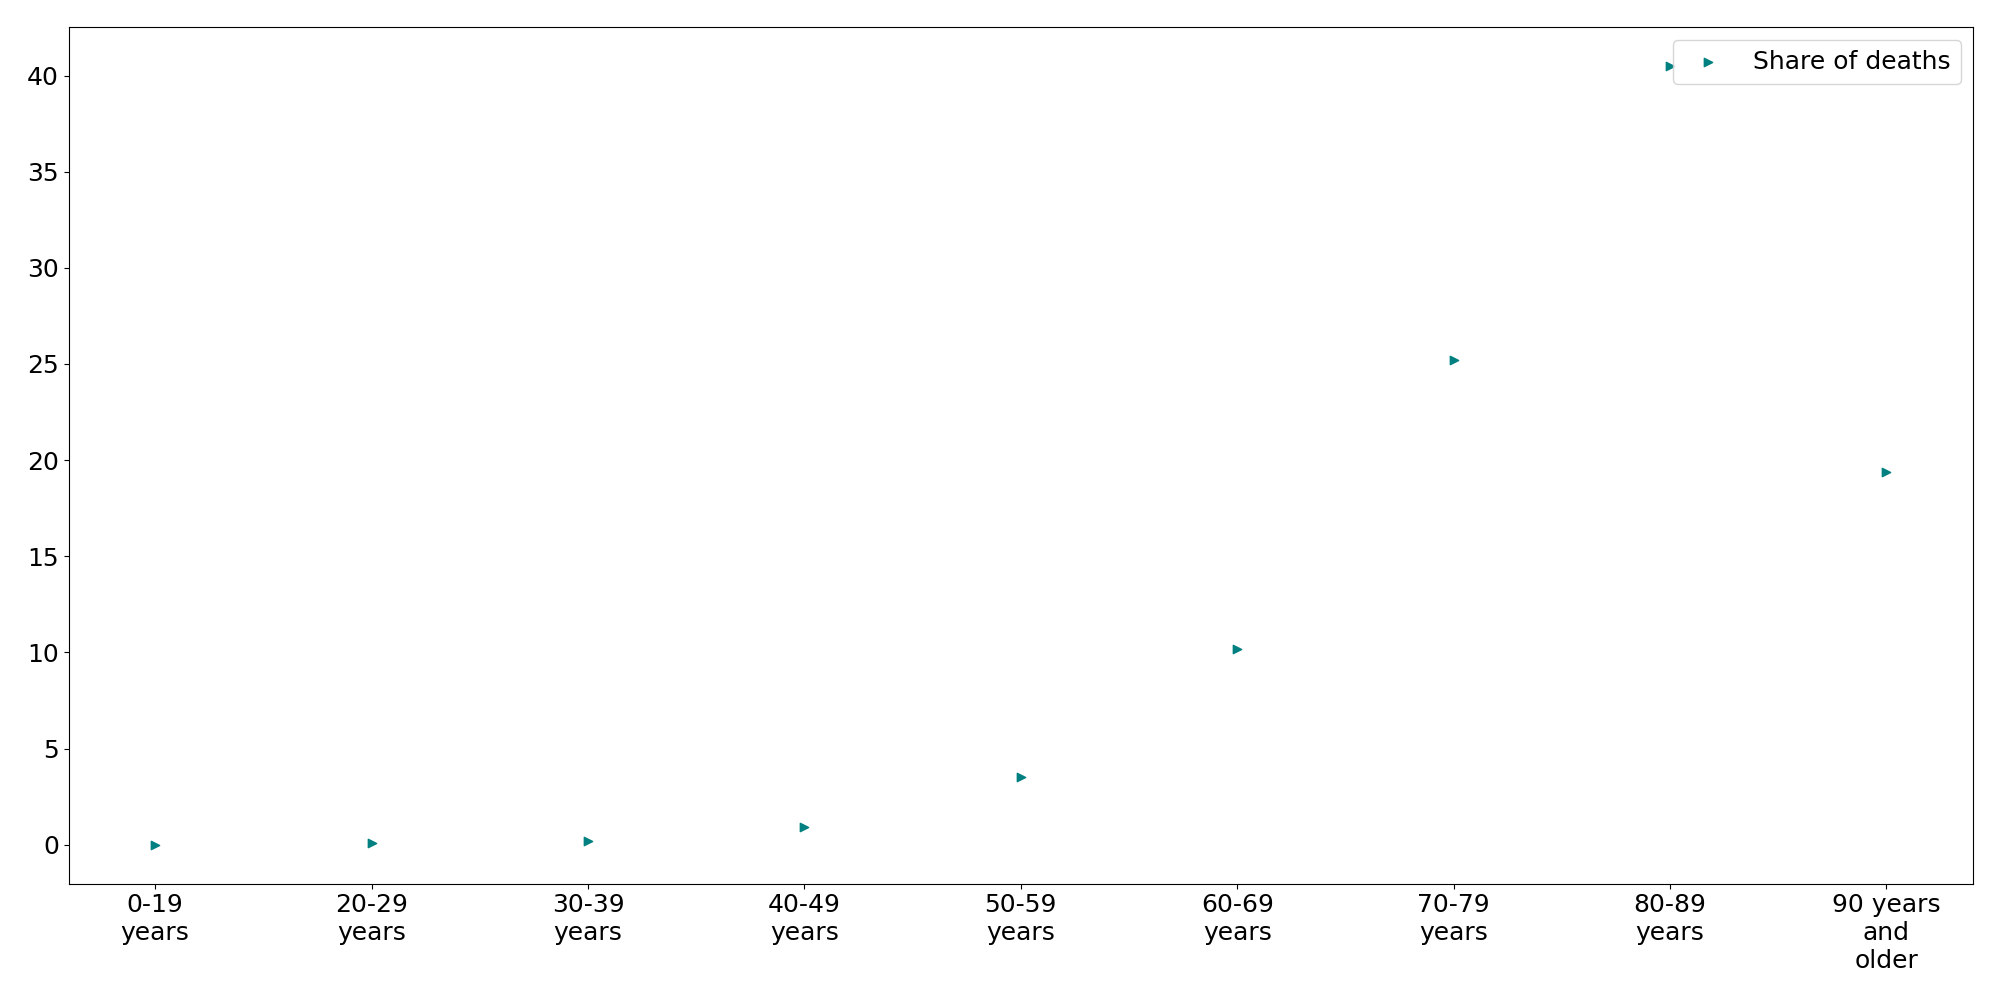 Share of deaths
40
35
30
25
20
15
10
5
0
0-19
years
20-29
years
30-39
years
40-49
years
50-59
years
60-69
years
70-79
years
80-89
years
90 years
and
older